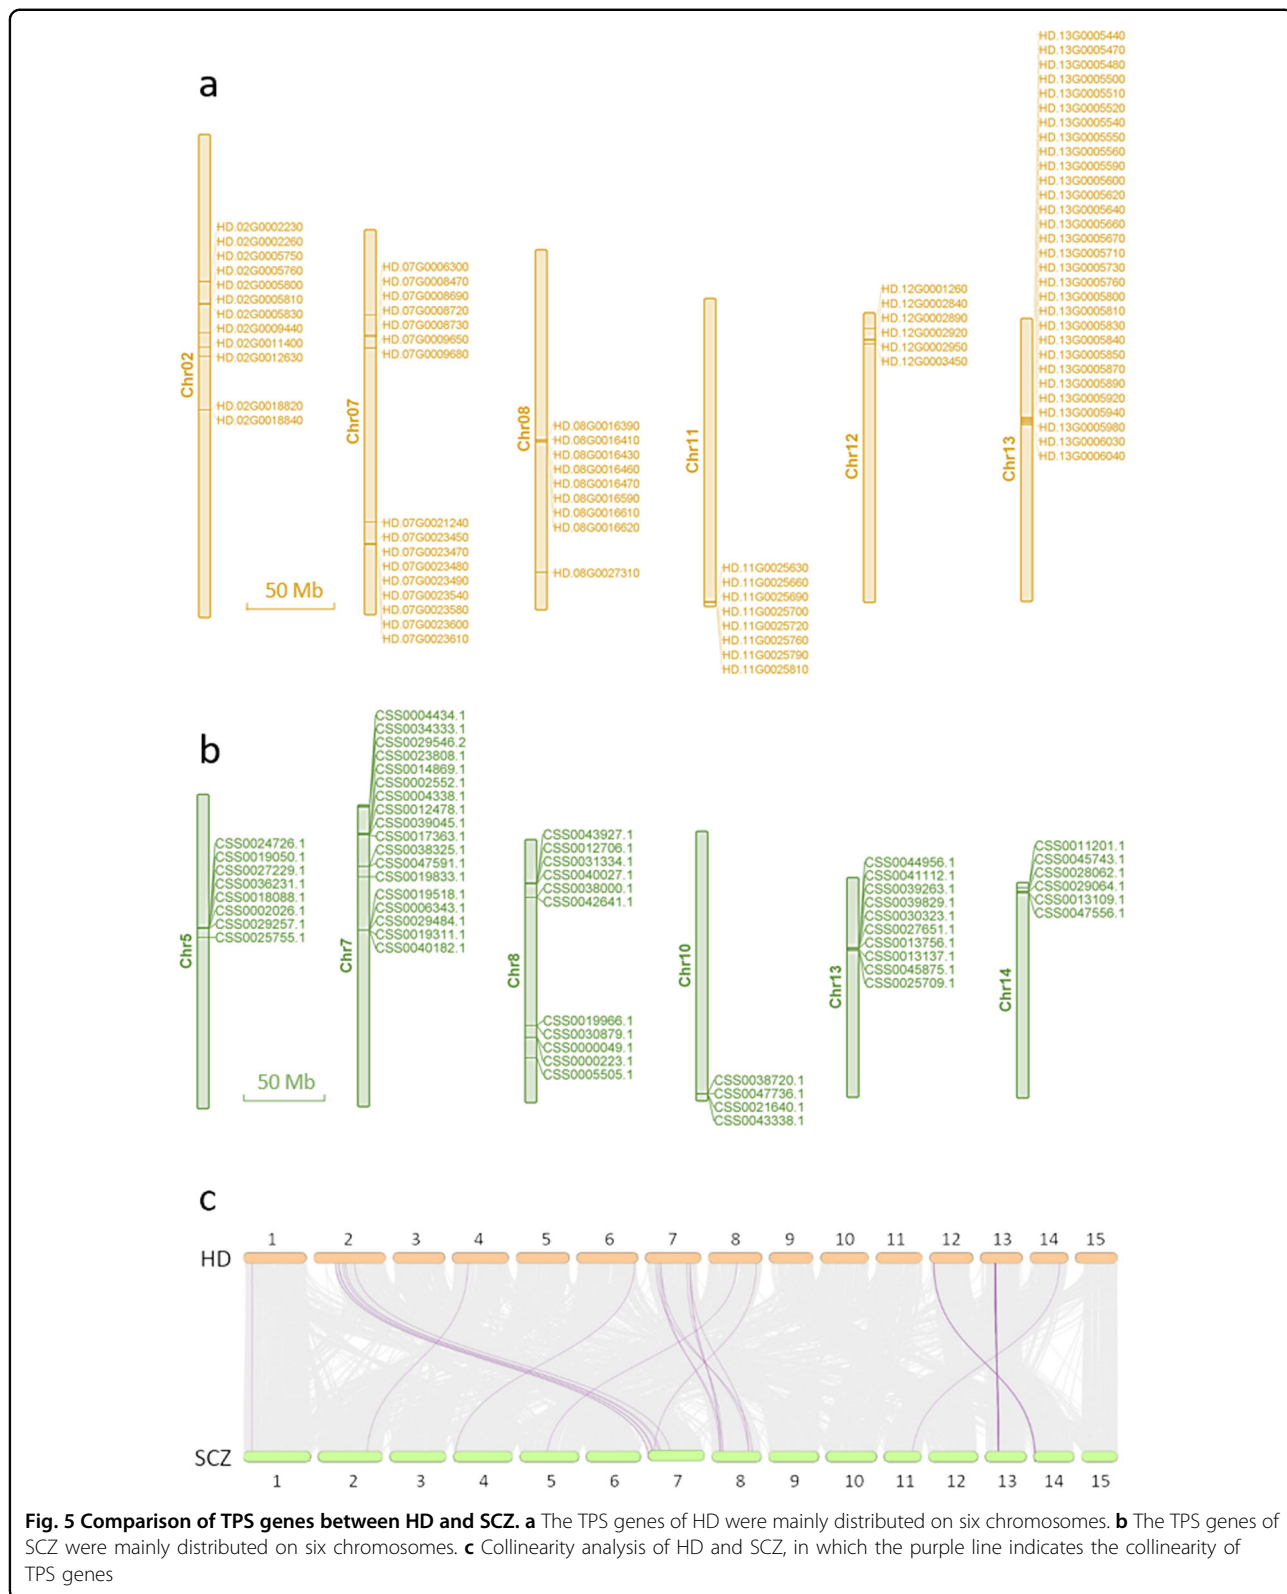 a
Chr02
HD.02G0002230
HD.02G0002260
HD.02G0005750
HD.02G0005760
HD.02G0005800
HD.02G0005810
HD.02G0005830
HD.02G0009440
HD.02G0011400
HD.02G0012630
HD.02G0018820
HD.02G0018840
50 Mb
Chr07
HD.07G0006300
HD.07G0008470
HD.07G0008690
HD.07G0008720
HD.07G0008730
HD.07G0009650
HD.07G0009680
HD.07G0021240
HD.07G0023450
HD.07G0023470
HD.07G0023480
HD.07G0023490
HD.07G0023540
HD.07G0023580
HD.07G0023600
HD.07G0023610
Chr08
HD.08G0016390
HD.08G0016410
HD.08G0016430
HD.08G0016460
HD.08G0016470
HD.08G0016590
HD.08G0016610
HD.08G0016620
HD.08G0027310
Chr11
HD.11G0025630
HD.11G0025660
HD.11G0025690
HD.11G0025700
HD.11G0025720
HD.11G0025760
HD.11G0025790
HD.11G0025810
Chr12
HD.12G0001260
HD.12G0002840
HD.12G0002890
HD.12G0002920
HD.12G0002950
HD.12G0003450
Chr13
HD.13G0005440
HD.13G0005470
HD.13G0005480
HD.13G0005500
HD.13G0005510
HD.13G0005520
HD.13G0005540
HD.13G0005550
HD.13G0005560
HD.13G0005590
HD.13G0005600
HD.13G0005620
HD.13G0005640
HD.13G0005660
HD.13G0005670
HD.13G0005710
HD.13G0005730
HD.13G0005760
HD.13G0005800
HD.13G0005810
HD.13G0005830
HD.13G0005840
HD.13G0005850
HD.13G0005870
HD.13G0005890
HD.13G0005920
HD.13G0005940
HD.13G0005980
HD.13G0006030
HD.13G0006040
b
Chr5
CSS0024726.1
CSS0019050.1
CSS0027229.1
CSS0036231.1
CSS0018088.1
CSS0002026.1
CSS0029257.1
CSS0025755.1
50 Mb
Chr7
CSS0004434.1
CSS0034333.1
CSS0029546.2
CSS0023808.1
CSS0014869.1
CSS0002552.1
CSS0004338.1
CSS0012478.1
CSS0039045.1
CSS0017363.1
CSS0038325.1
CSS0047591.1
CSS0019833.1
CSS0019518.1
CSS0006343.1
CSS0029484.1
CSS0019311.1
CSS0040182.1
Chr8
CSS0043927.1
CSS0012706.1
CSS0031334.1
CSS0040027.1
CSS0038000.1
CSS0042641.1
CSS0019966.1
CSS0030879.1
CSS0000049.1
CSS0000223.1
CSS0005505.1
Chr10
CSS0038720.1
CSS0047736.1
CSS0021640.1
CSS0043338.1
Chr13
CSS0044956.1
CSS0041112.1
CSS0039263.1
CSS0039829.1
CSS0030323.1
CSS0027651.1
CSS0013756.1
CSS0013137.1
CSS0045875.1
CSS0025709.1
Chr14
CSS0011201.1
CSS0045743.1
CSS0028062.1
CSS0029064.1
CSS0013109.1
CSS0047556.1
c
1 2 3 4 5 6 7 8 9 10 11 12 13 14 15
HD
SCZ
1 2 3 4 5 6 7 8 9 10 11 12 13 14 15
Fig. 5 Comparison of TPS genes between HD and SCZ. a The TPS genes of HD were mainly distributed on six chromosomes. b The TPS genes of
SCZ were mainly distributed on six chromosomes. c Collinearity analysis of HD and SCZ, in which the purple line indicates the collinearity of
TPS genes